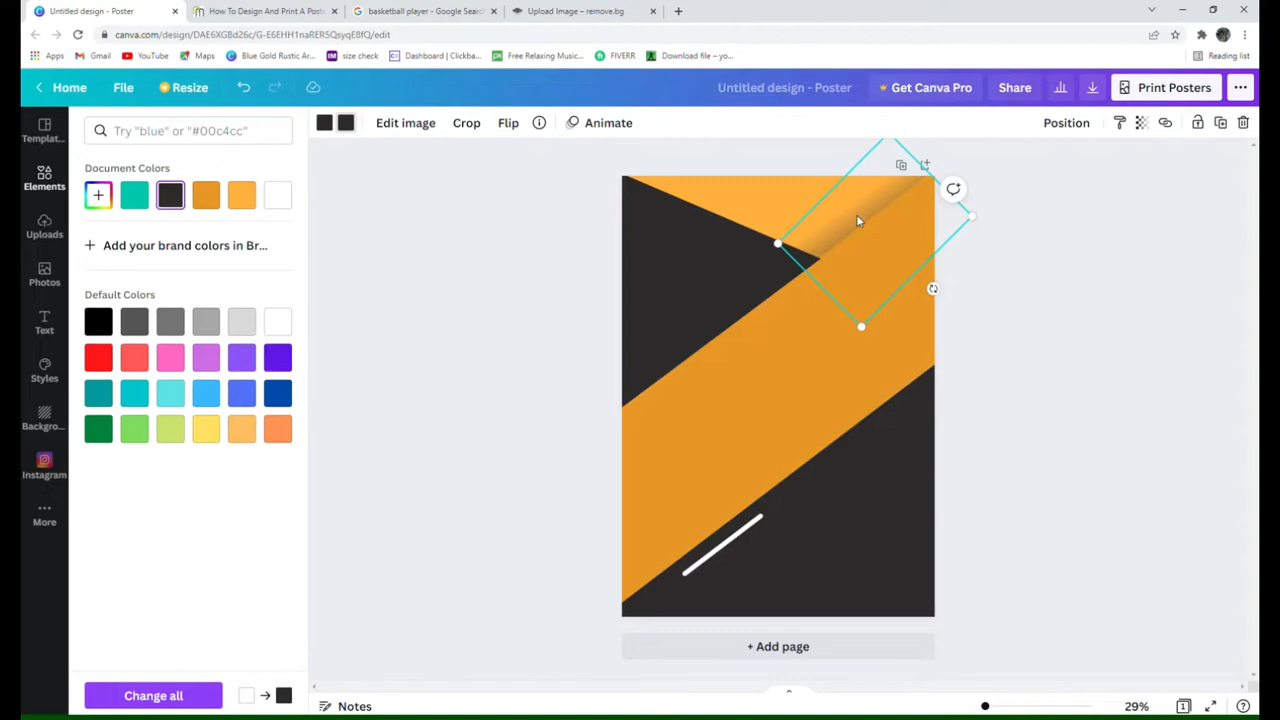 Untitled design - Poster
How To Design And Print A Poste
basketball player - Google Search
Upload Image – remove.bg
canva.com/design/DAE6XGBd26c/G-E6EHH1naRER5QsyqE8fQ/edit
Apps
Gmail
YouTube
Maps
Blue Gold Rustic Ar...
size check
Dashboard | Clickba...
Free Relaxing Music...
FIVERR
Download file – yo...
Reading list
Home
File
Resize
Untitled design - Poster
Get Canva Pro
Share
Print Posters
Try "blue" or "#00c4cc"
Edit image
Crop
Flip
Animate
Position
Templat...
Elements
Uploads
Photos
Text
Styles
Backgro...
Instagram
More
Document Colors
Add your brand colors in Br...
Default Colors
Change all
+ Add page
Notes
29%
1